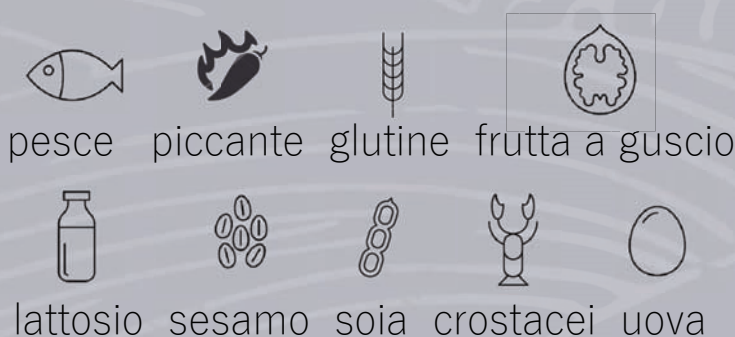 pesce piccante glutine frutta a guscio
lattosio sesamo soia crostacei uova